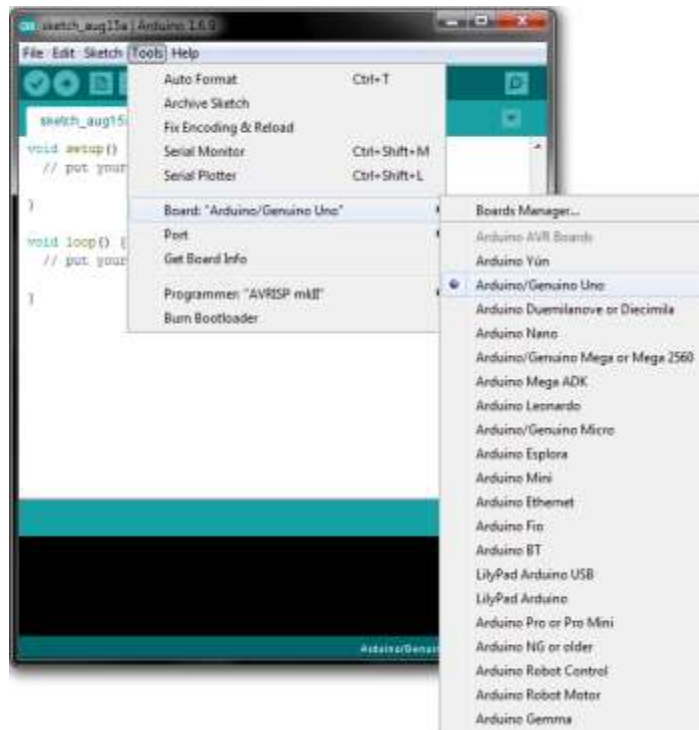 sketch_aug15a | Arduino 1.6.9
File Edit Sketch Tools Help
Auto Format Ctrl+T
Archive Sketch
Fix Encoding & Reload
Serial Monitor Ctrl+Shift+M
Serial Plotter Ctrl+Shift+L
Board: "Arduino/Genuino Uno"
Port
Get Board Info
Programmer: "AVRISP mkII"
Burn Bootloader
sketch_aug15
void setup()
// put your
}
void loop() {
// put your
}
Boards Manager...
Arduino AVR Boards
Arduino Yún
Arduino/Genuino Uno
Arduino Duemilanove or Diecimila
Arduino Nano
Arduino/Genuino Mega or Mega 2560
Arduino Mega ADK
Arduino Leonardo
Arduino/Genuino Micro
Arduino Esplora
Arduino Mini
Arduino Ethernet
Arduino Fio
Arduino BT
LilyPad Arduino USB
LilyPad Arduino
Arduino Pro or Pro Mini
Arduino NG or older
Arduino Robot Control
Arduino Robot Motor
Arduino Gemma